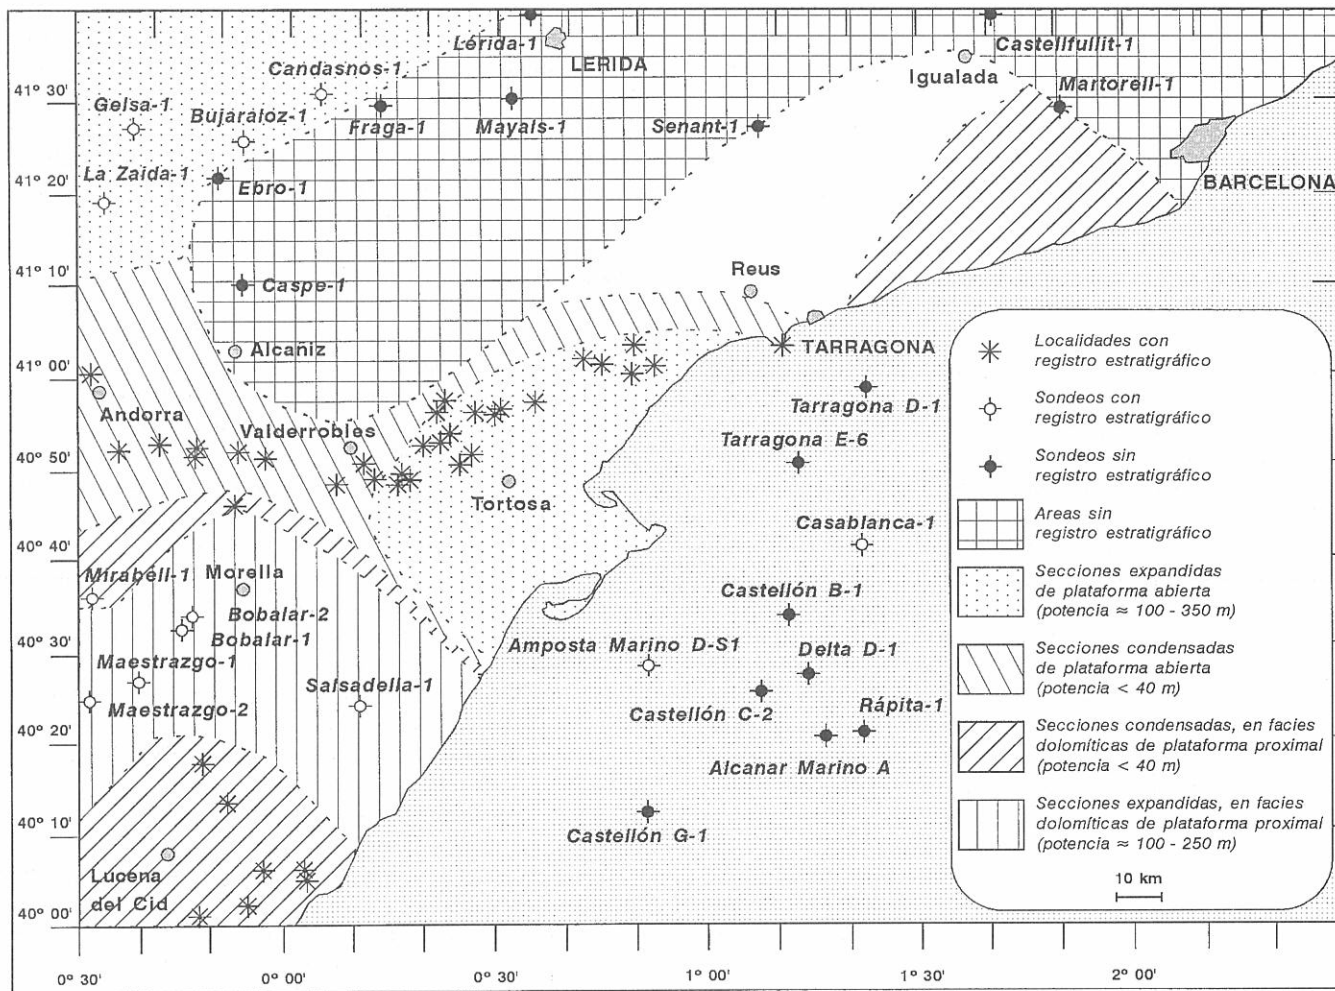 Lérida-1
LERIDA
Castellfullit-1
Igualada
Candasnos-1
Martorell-1
41° 30'
Gelsa-1
Bujaraloz-1
Fraga-1
Mayals-1
Senant-1
La Zaida-1
Ebro-1
41° 20'
BARCELONA
41° 10'
Caspe-1
Reus
Alcañiz
TARRAGONA
41° 00'
Andorra
Valderrobles
Tarragona D-1
Tarragona E-6
40° 50'
Tortosa
Casablanca-1
40° 40'
Mirabell-1
Morella
Bobalar-2
Bobalar-1
Castellón B-1
40° 30'
Amposta Marino D-S1
Delta D-1
Maestrazgo-1
Maestrazgo-2
Salsadella-1
Castellón C-2
Rápita-1
40° 20'
Alcanar Marino A
40° 10'
Castellón G-1
Lucena
del Cid
40° 00'
0° 30'
0° 00'
0° 30'
1° 00'
1° 30'
2° 00'
Localidades con
registro estratigráfico
Sondeos con
registro estratigráfico
Sondeos sin
registro estratigráfico
Areas sin
registro estratigráfico
Secciones expandidas
de plataforma abierta
(potencia ≈ 100 - 350 m)
Secciones condensadas
de plataforma abierta
(potencia < 40 m)
Secciones condensadas, en facies
dolomíticas de plataforma proximal
(potencia < 40 m)
Secciones expandidas, en facies
dolomíticas de plataforma proximal
(potencia ≈ 100 - 250 m)
10 km